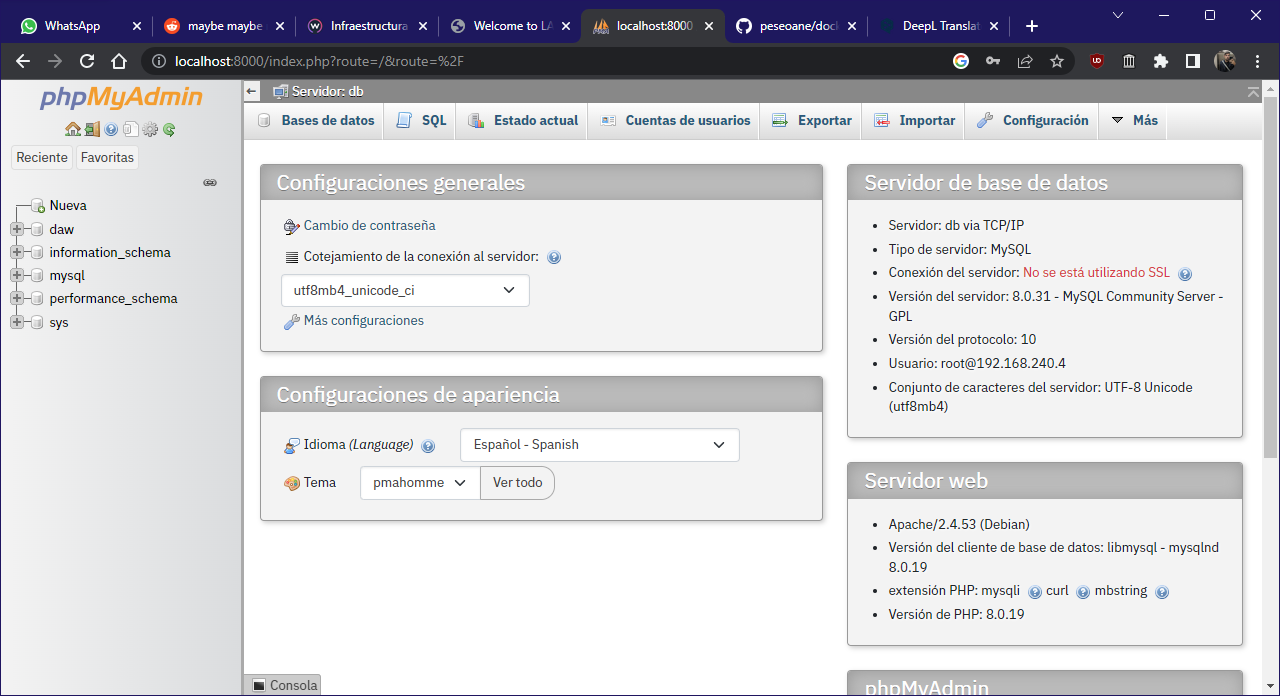 WhatsApp
maybe maybe
Infraestructura
Welcome to LA
localhost:8000
peseoane/doc
DeepL Translat
localhost:8000/index.php?route=/&route=%2F
phpMyAdmin
Reciente
Favoritas
Nueva
daw
information_schema
mysql
performance_schema
sys
Servidor: db
Bases de datos
SQL
Estado actual
Cuentas de usuarios
Exportar
Importar
Configuración
Más
Configuraciones generales
Cambio de contraseña
Cotejamiento de la conexión al servidor:
utf8mb4_unicode_ci
Más configuraciones
Configuraciones de apariencia
Idioma (Language)
Español - Spanish
Tema
pmahomme
Ver todo
Servidor de base de datos
Servidor: db via TCP/IP
Tipo de servidor: MySQL
Conexión del servidor: No se está utilizando SSL
Versión del servidor: 8.0.31 - MySQL Community Server -
GPL
Versión del protocolo: 10
Usuario: root@192.168.240.4
Conjunto de caracteres del servidor: UTF-8 Unicode
(utf8mb4)
Servidor web
Apache/2.4.53 (Debian)
Versión del cliente de base de datos: libmysql - mysqlnd
8.0.19
extensión PHP: mysqli curl mbstring
Versión de PHP: 8.0.19
phpMyAdmin
Consola